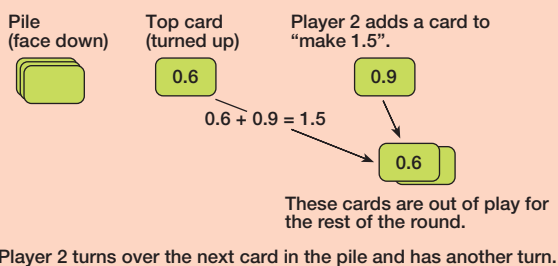 Pile
(face down)
Top card
(turned up)
Player 2 adds a card to
“make 1.5”.
0.6
0.9
0.6 + 0.9 = 1.5
0.6
These cards are out of play for
the rest of the round.
Player 2 turns over the next card in the pile and has another turn.